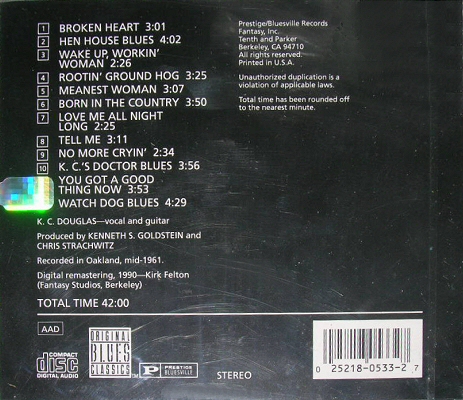 1 BROKEN HEART 3:01
2 HEN HOUSE BLUES 4:02
3 WAKE UP, WORKIN'
WOMAN 2:26
4 ROOTIN' GROUND HOG 3:25
5 MEANEST WOMAN 3:07
6 BORN IN THE COUNTRY 3:50
7 LOVE ME ALL NIGHT
LONG 2:25
8 TELL ME 3:11
9 NO MORE CRYIN' 2:34
10 K. C.'S DOCTOR BLUES 3:56
YOU GOT A GOOD
THING NOW 3:53
WATCH DOG BLUES 4:29
K. C. DOUGLAS—vocal and guitar
Produced by KENNETH S. GOLDSTEIN and
CHRIS STRACHWITZ
Recorded in Oakland, mid-1961.
Digital remastering, 1990—Kirk Felton
(Fantasy Studios, Berkeley)
TOTAL TIME 42:00
Prestige/Bluesville Records
Fantasy, Inc.
Tenth and Parker
Berkeley, CA 94710
All rights reserved.
Printed in U.S.A.
Unauthorized duplication is a
violation of applicable laws.
Total time has been rounded off
to the nearest minute.
AAD
COMPACT
disc
DIGITAL AUDIO
ORIGINAL
BLUES
CLASSICS
TM
P PRESTIGE
BLUESVILLE
STEREO
0 25218-0533-2 7